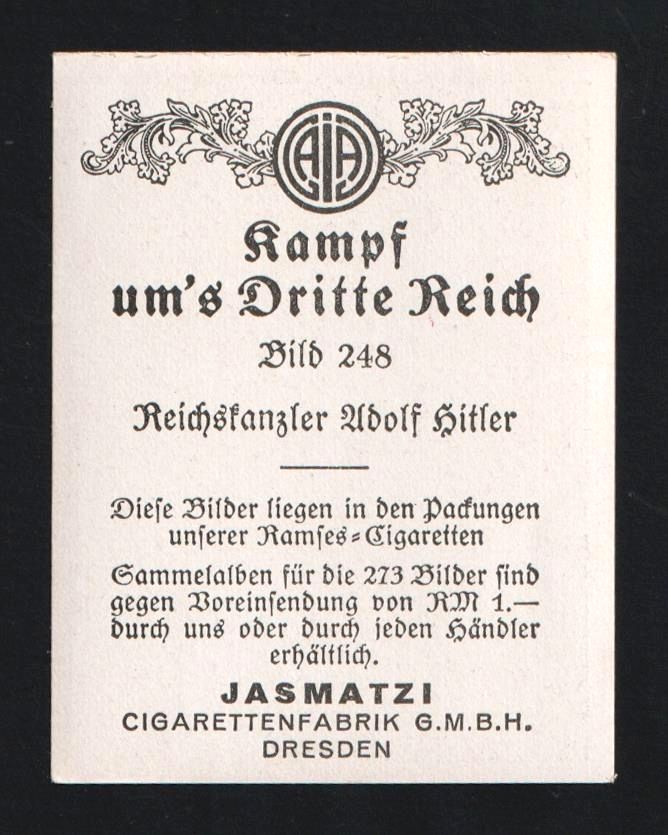 Kampf
um's Dritte Reich
Bild 248
Reichskanzler Adolf Hitler
Diese Bilder liegen in den Packungen
unserer Ramses-Cigaretten
Sammelalben für die 273 Bilder sind
gegen Voreinsendung von RM 1.—
durch uns oder durch jeden Händler
erhältlich.
JASMATZI
CIGARETTENFABRIK G.M.B.H.
DRESDEN